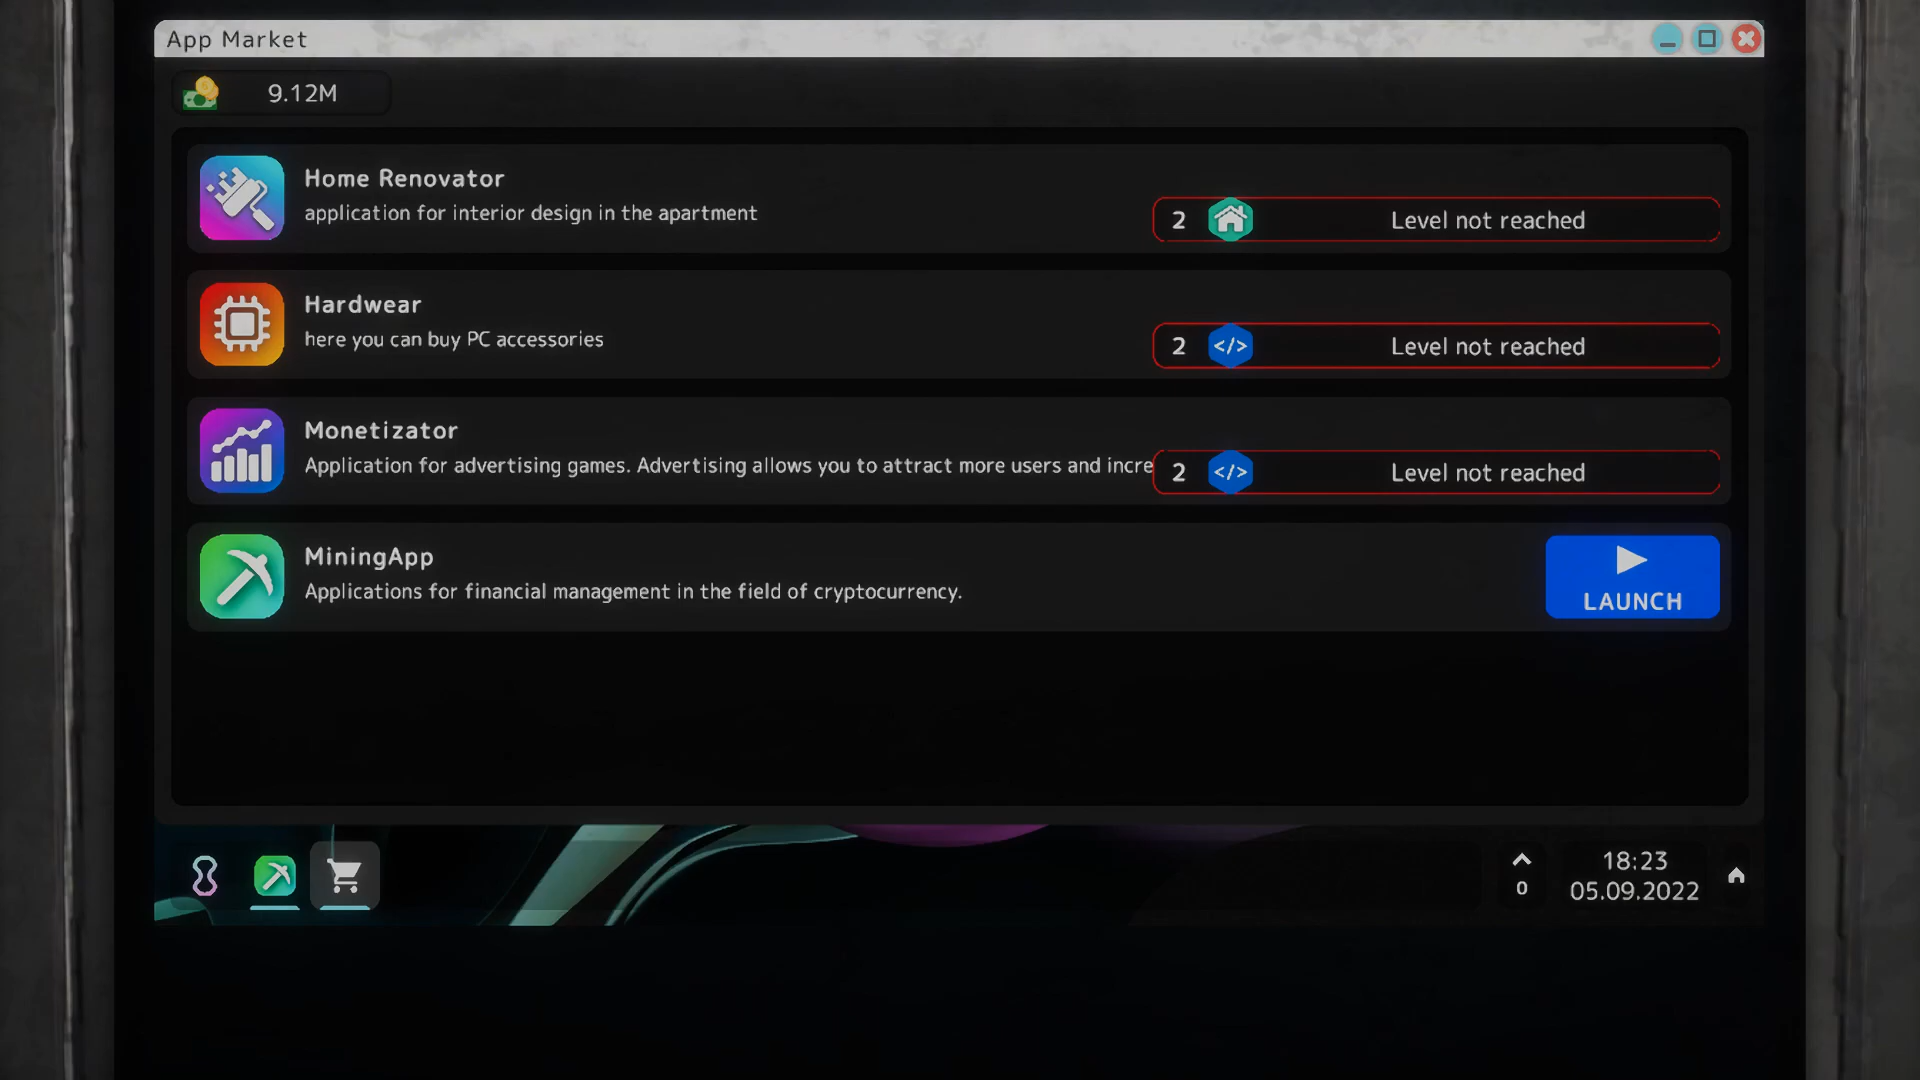 App Market
9.12M
Home Renovator
application for interior design in the apartment
2 </> Level not reached
Hardwear
here you can buy PC accessories
2 </> Level not reached
Monetizator
Application for advertising games. Advertising allows you to attract more users and incre
2 </> Level not reached
MiningApp
Applications for financial management in the field of cryptocurrency.
LAUNCH
0
18:23
05.09.2022